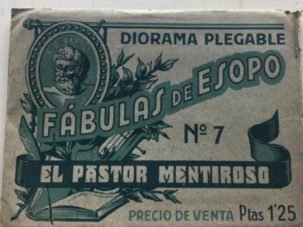 DIORAMA PLEGABLE
FÁBULAS DE ESOPO
Nº 7
EL PASTOR MENTIROSO
PRECIO DE VENTA Ptas 1'25